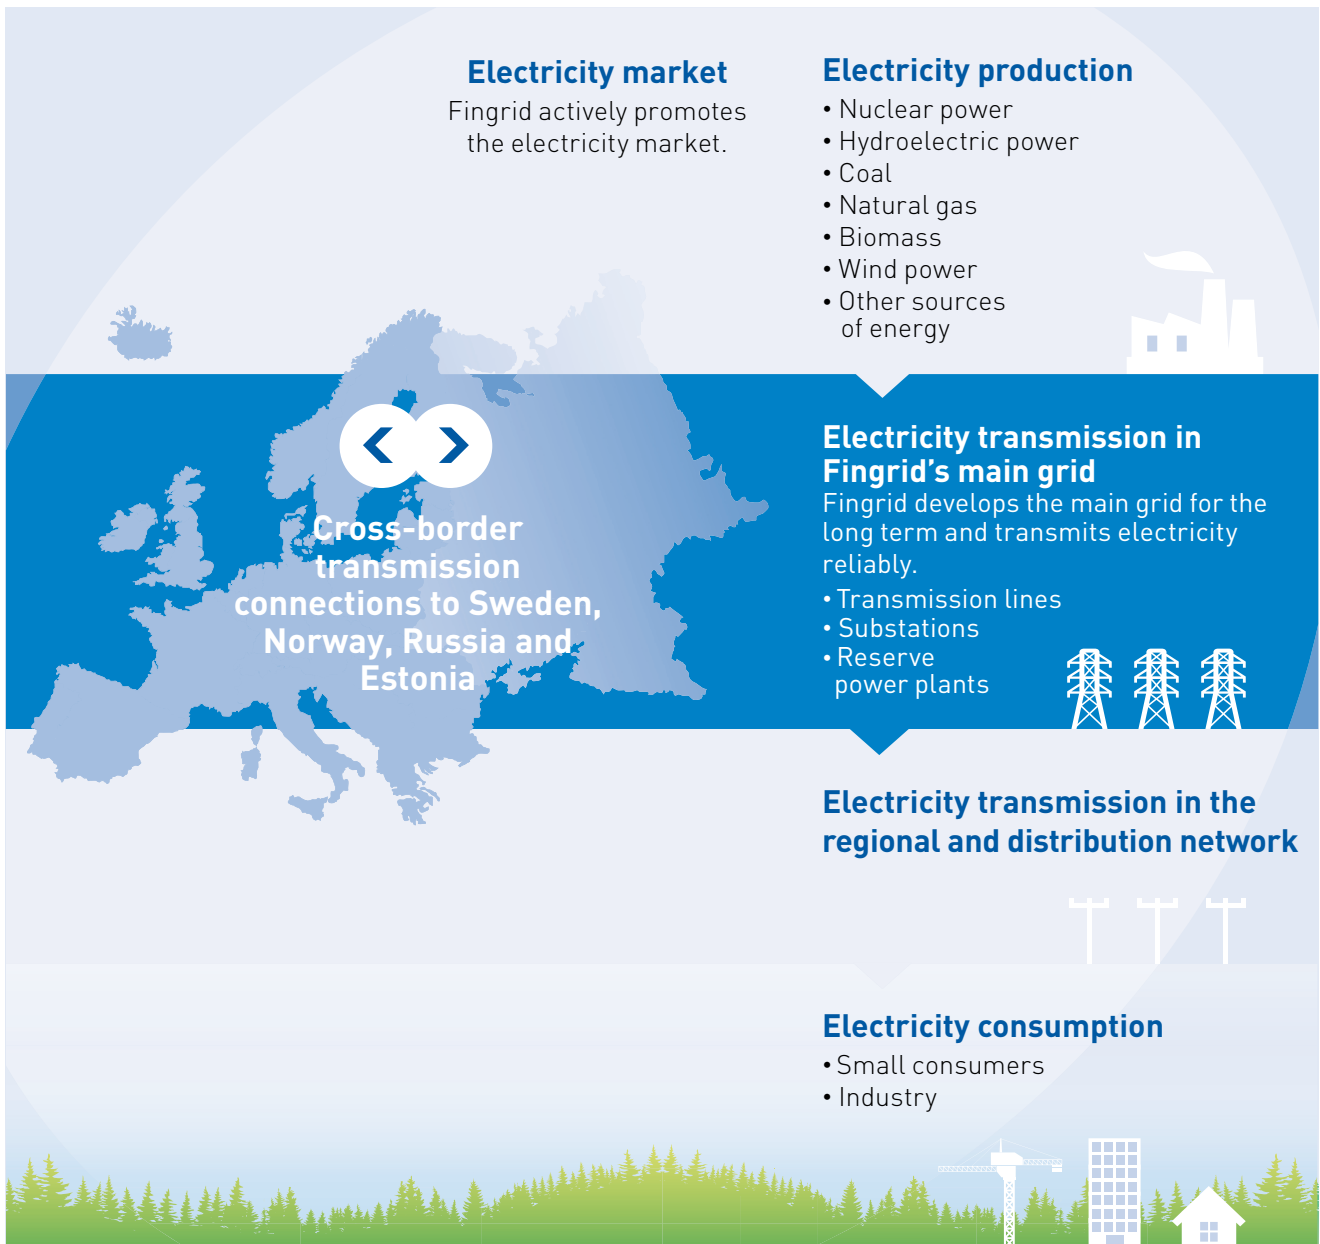 Electricity market
Fingrid actively promotes
the electricity market.
Electricity production
• Nuclear power
• Hydroelectric power
• Coal
• Natural gas
• Biomass
• Wind power
• Other sources
of energy
Cross-border
transmission
connections to Sweden,
Norway, Russia and
Estonia
Electricity transmission in
Fingrid's main grid
Fingrid develops the main grid for the
long term and transmits electricity
reliably.
• Transmission lines
• Substations
• Reserve
power plants
Electricity transmission in the
regional and distribution network
Electricity consumption
• Small consumers
• Industry